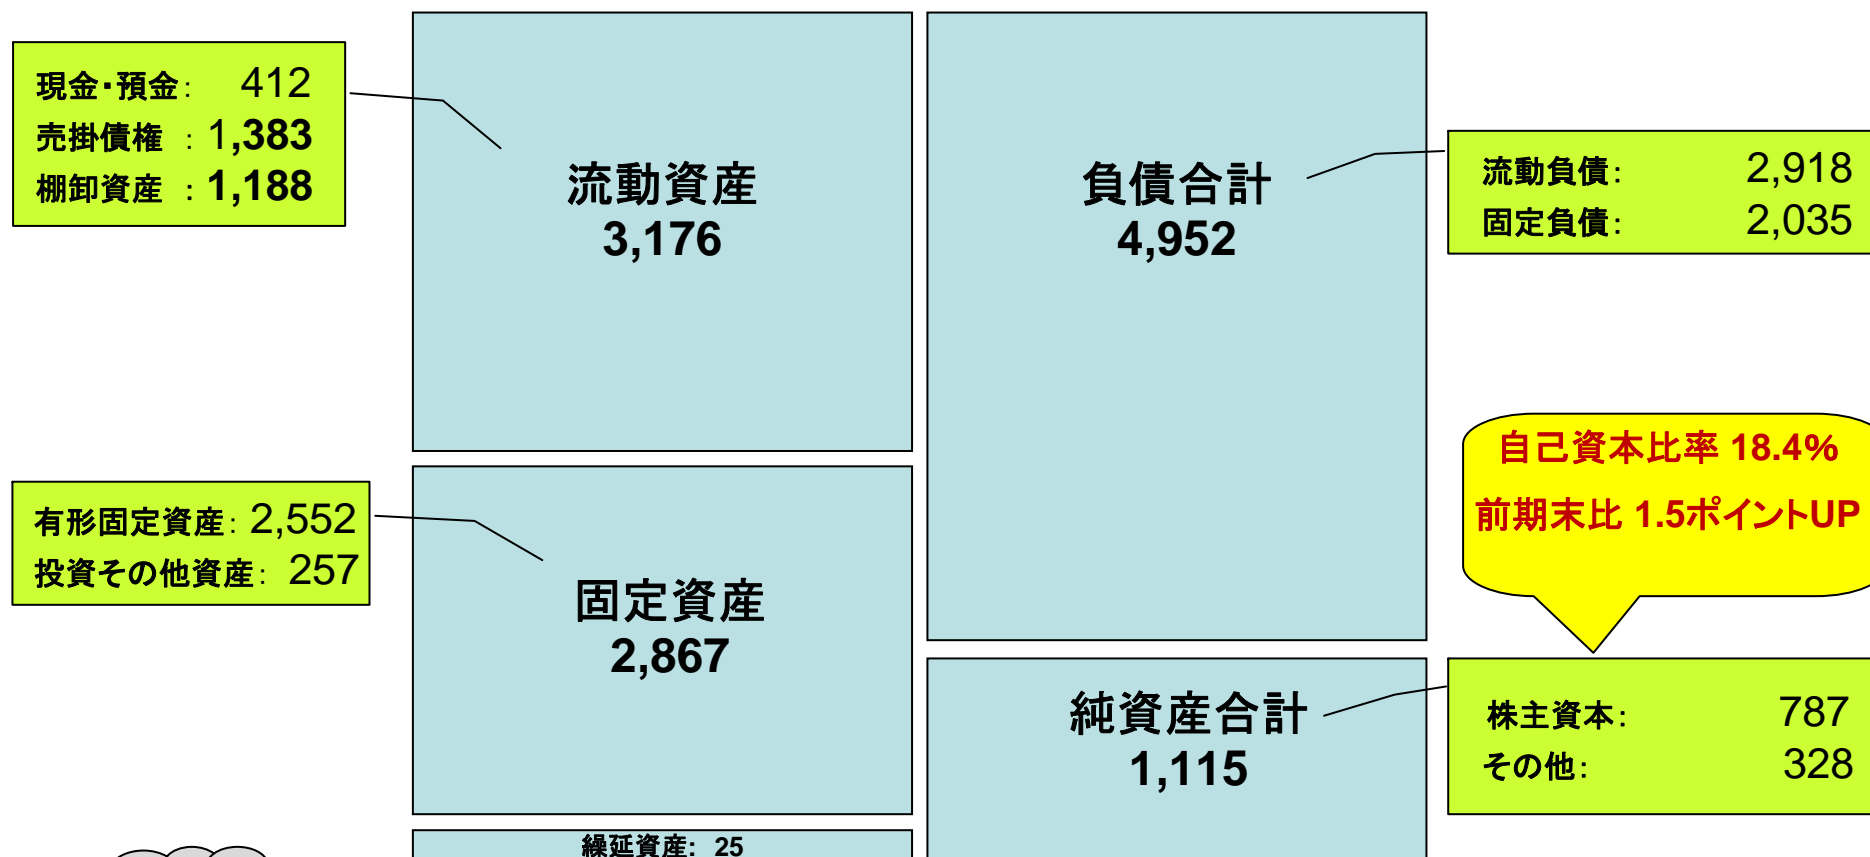 現金・預金: 412
売掛債権 : 1,383
棚卸資産 : 1,188
流動資産
3,176
負債合計
4,952
流動負債: 2,918
固定負債: 2,035
自己資本比率 18.4%
前期末比 1.5ポイントUP
有形固定資産: 2,552
投資その他資産: 257
固定資産
2,867
純資産合計
1,115
株主資本: 787
その他: 328
繰延資産: 25